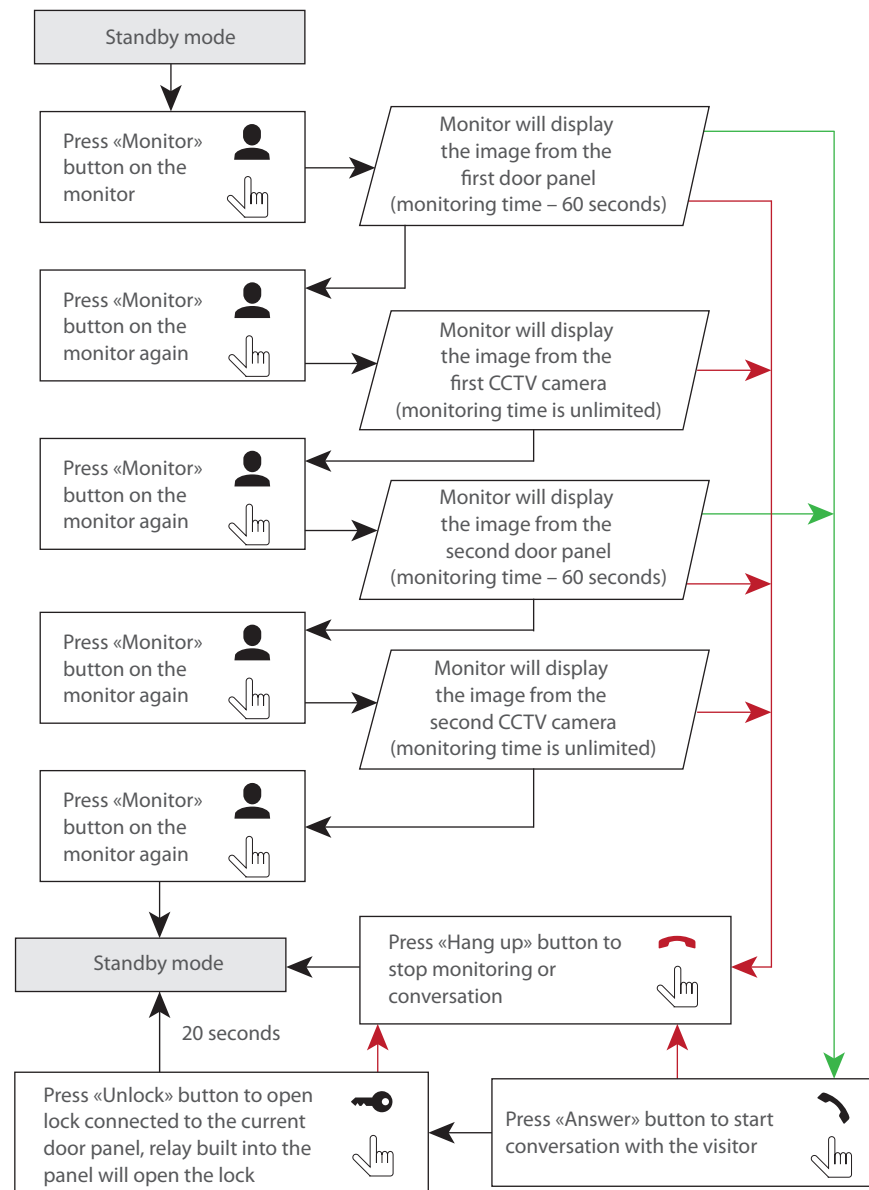 Standby mode
Press «Monitor»
button on the
monitor
Monitor will display
the image from the
first door panel
(monitoring time – 60 seconds)
Press «Monitor»
button on the
monitor again
Monitor will display
the image from the
first CCTV camera
(monitoring time is unlimited)
Press «Monitor»
button on the
monitor again
Monitor will display
the image from the
second door panel
(monitoring time – 60 seconds)
Press «Monitor»
button on the
monitor again
Monitor will display
the image from the
second CCTV camera
(monitoring time is unlimited)
Press «Monitor»
button on the
monitor again
Standby mode
Press «Hang up» button to
stop monitoring or
conversation
20 seconds
Press «Unlock» button to open
lock connected to the current
door panel, relay built into the
panel will open the lock
Press «Answer» button to start
conversation with the visitor